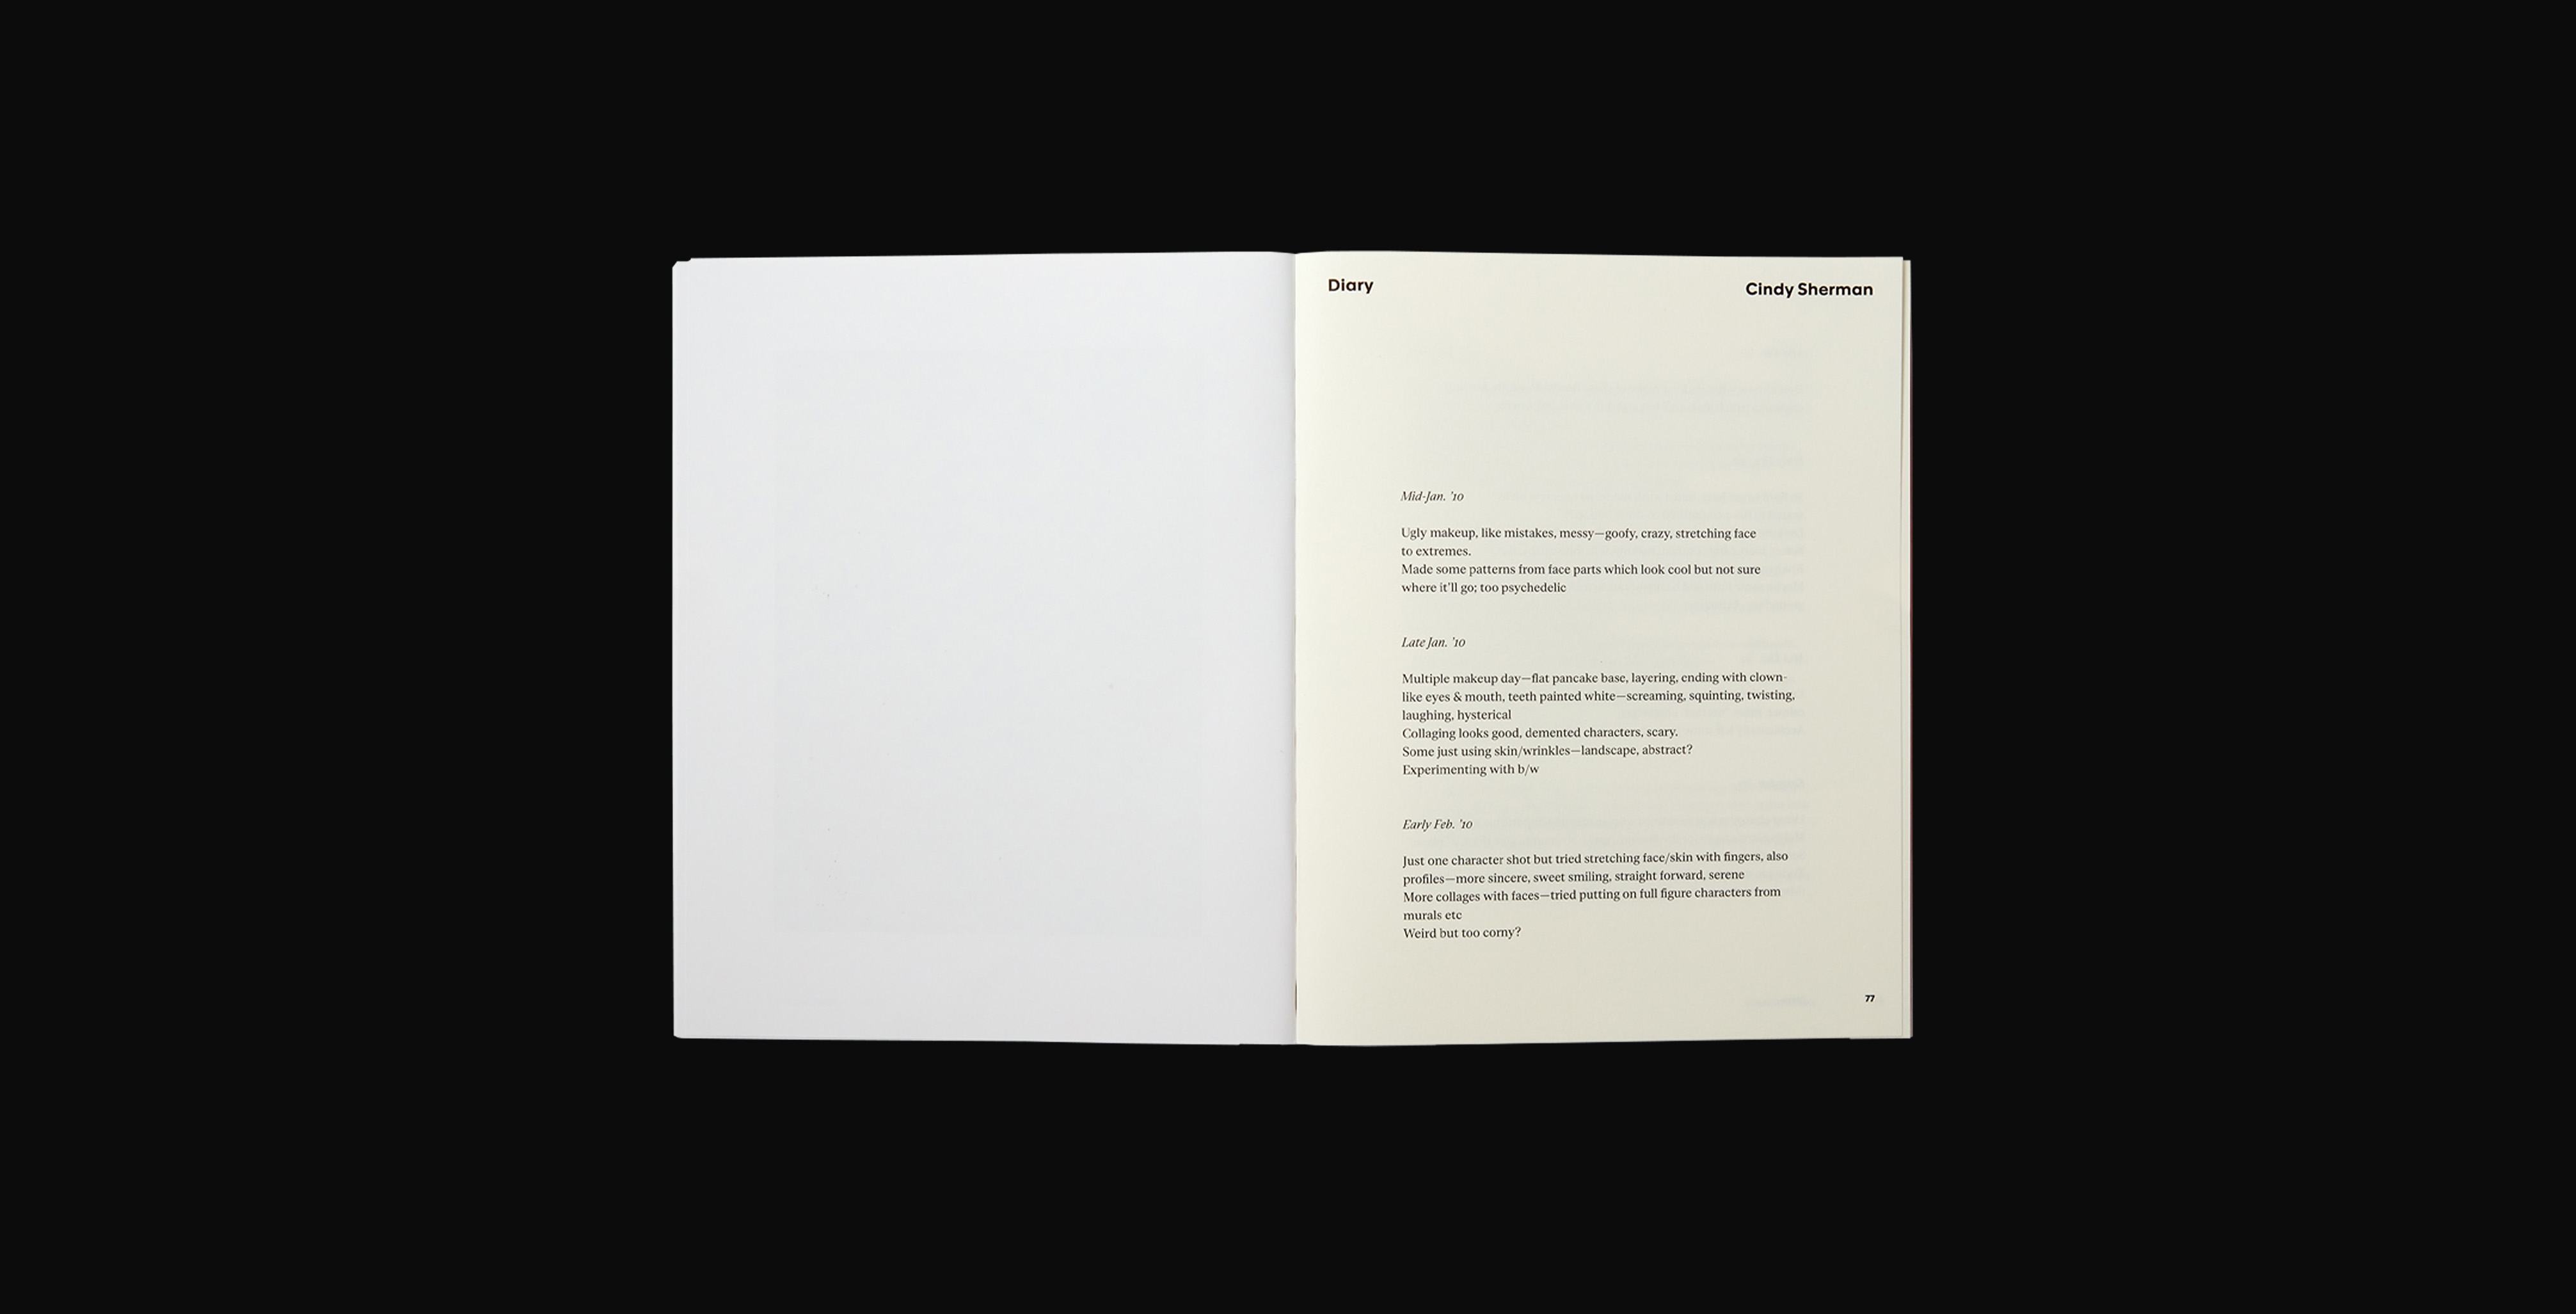 Diary
Cindy Sherman
Mid-Jan. ’10
Ugly makeup, like mistakes, messy—goofy, crazy, stretching face
to extremes.
Made some patterns from face parts which look cool but not sure
where it’ll go; too psychedelic
Late Jan. ’10
Multiple makeup day—flat pancake base, layering, ending with clown-
like eyes & mouth, teeth painted white—screaming, squinting, twisting,
laughing, hysterical
Collaging looks good, demented characters, scary.
Some just using skin/wrinkles—landscape, abstract?
Experimenting with b/w
Early Feb. ’10
Just one character shot but tried stretching face/skin with fingers, also
profiles—more sincere, sweet smiling, straight forward, serene
More collages with faces—tried putting on full figure characters from
murals etc
Weird but too corny?
77